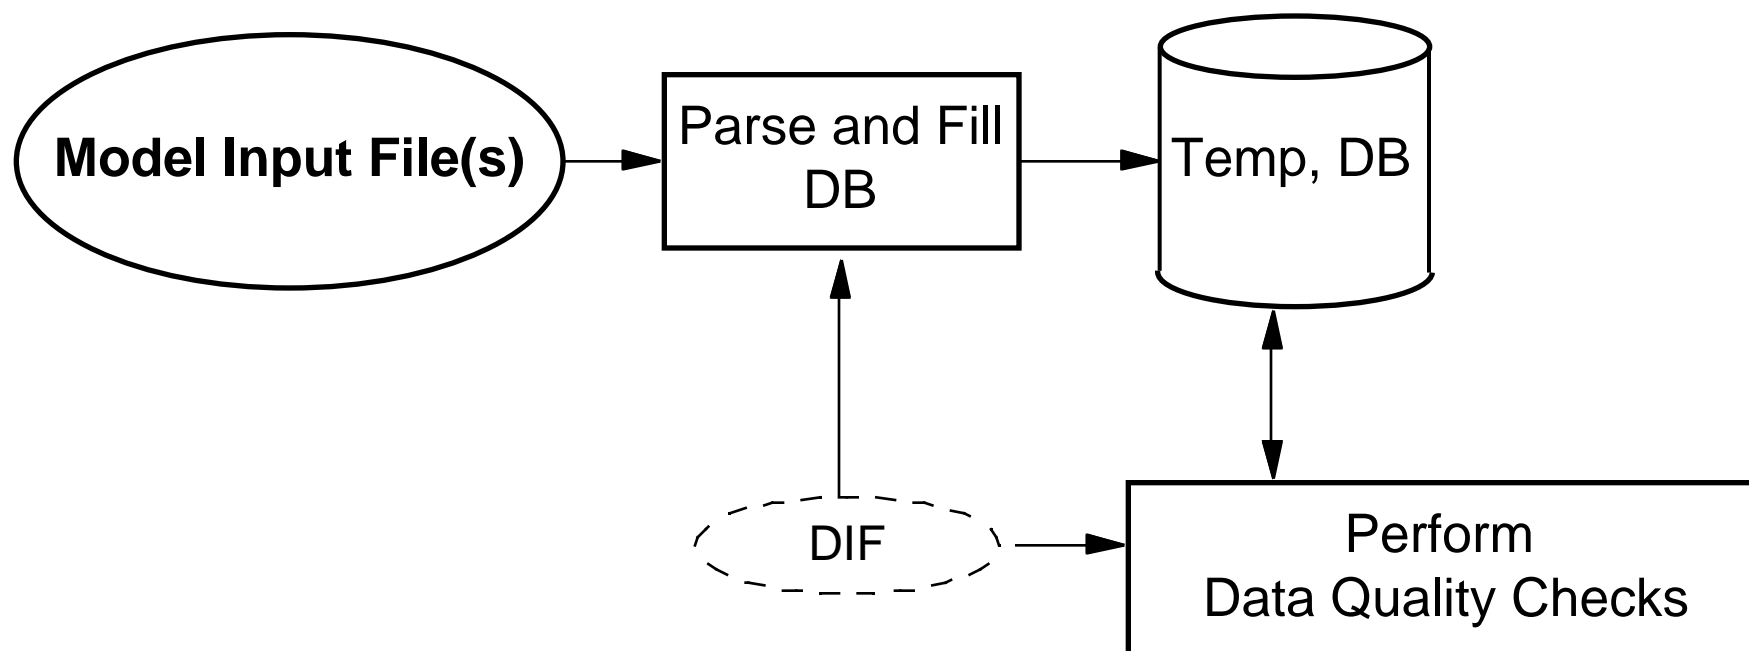 Model Input File(s)
Parse and Fill
DB
Temp, DB
DIF
Perform
Data Quality Checks